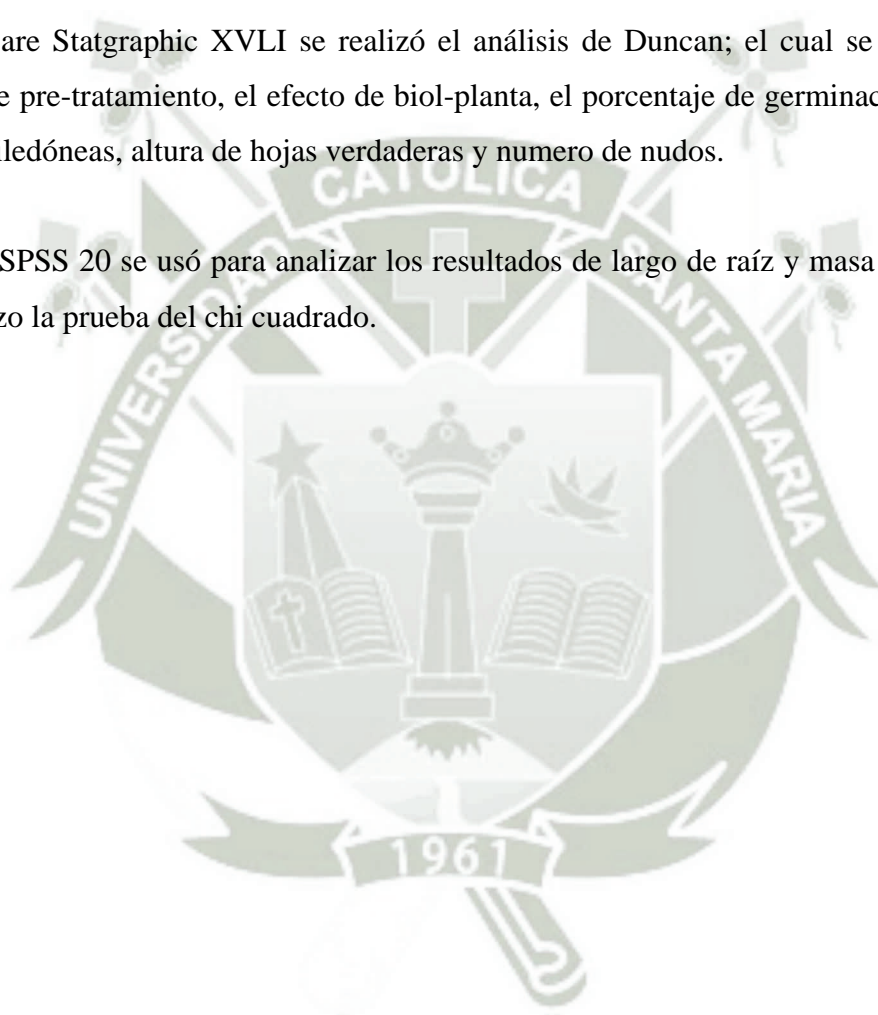 are Statgraphic XVLI se realizó el análisis de Duncan; el cual se
e pre-tratamiento, el efecto de biol-planta, el porcentaje de germinac
iledóneas, altura de hojas verdaderas y numero de nudos.
SPSS 20 se usó para analizar los resultados de largo de raíz y masa
zo la prueba del chi cuadrado.
UNIVERSIDAD CATOLICA SANTA MARIA
1961